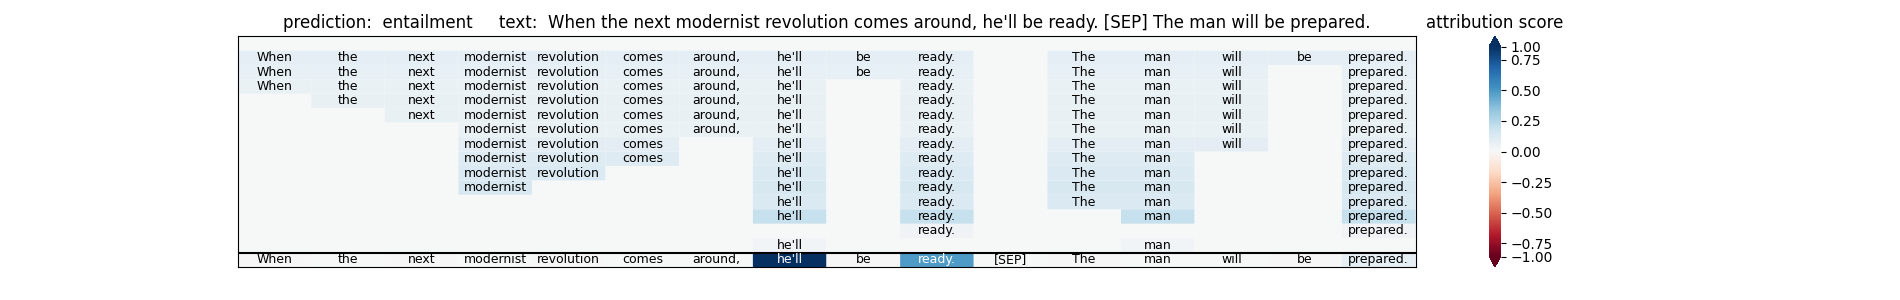 prediction:  entailment     text:  When the next modernist revolution comes around, he'll be ready. [SEP] The man will be prepared.     attribution score
When the next modernist revolution comes around, he'll be ready. The man will be prepared.
When the next modernist revolution comes around, he'll be ready. The man will prepared.
When the next modernist revolution comes around, he'll ready. The man will prepared.
the next modernist revolution comes around, he'll ready. The man will prepared.
next modernist revolution comes around, he'll ready. The man will prepared.
modernist revolution comes around, he'll ready. The man will prepared.
modernist revolution comes he'll ready. The man will prepared.
modernist revolution comes he'll ready. The man prepared.
modernist revolution he'll ready. The man prepared.
modernist he'll ready. The man prepared.
he'll ready. The man prepared.
he'll ready. man prepared.
ready. prepared.
he'll man
When the next modernist revolution comes around, he'll be ready. [SEP] The man will be prepared.
1.00
0.75
0.50
0.25
0.00
−0.25
−0.50
−0.75
−1.00